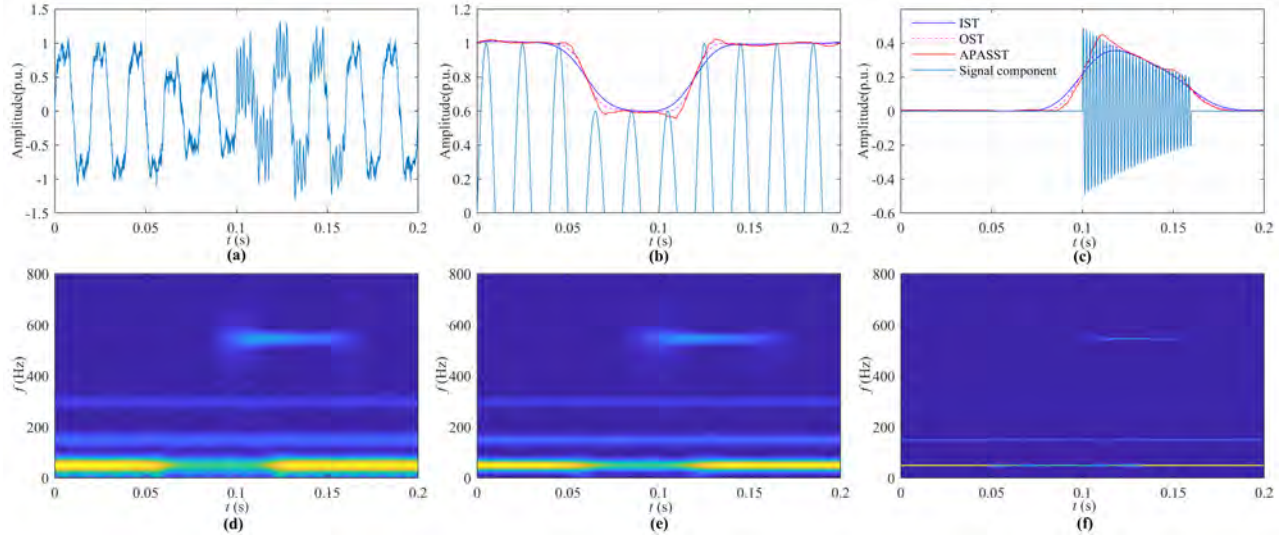 1.5
1
0.5
0
-0.5
-1
-1.5
Amplitude(p.u.)
0 0.05 0.1 0.15 0.2
t (s)
(a)
1.2
1
0.8
0.6
0.4
0.2
0
Amplitude(p.u.)
0 0.05 0.1 0.15 0.2
t (s)
(b)
0.4
0.2
0
-0.2
-0.4
-0.6
Amplitude(p.u.)
IST
OST
APASST
Signal component
0 0.05 0.1 0.15 0.2
t (s)
(c)
800
600
400
200
0
f (Hz)
0 0.05 0.1 0.15 0.2
t (s)
(d)
800
600
400
200
0
f (Hz)
0 0.05 0.1 0.15 0.2
t (s)
(e)
800
600
400
200
0
f (Hz)
0 0.05 0.1 0.15 0.2
t (s)
(f)